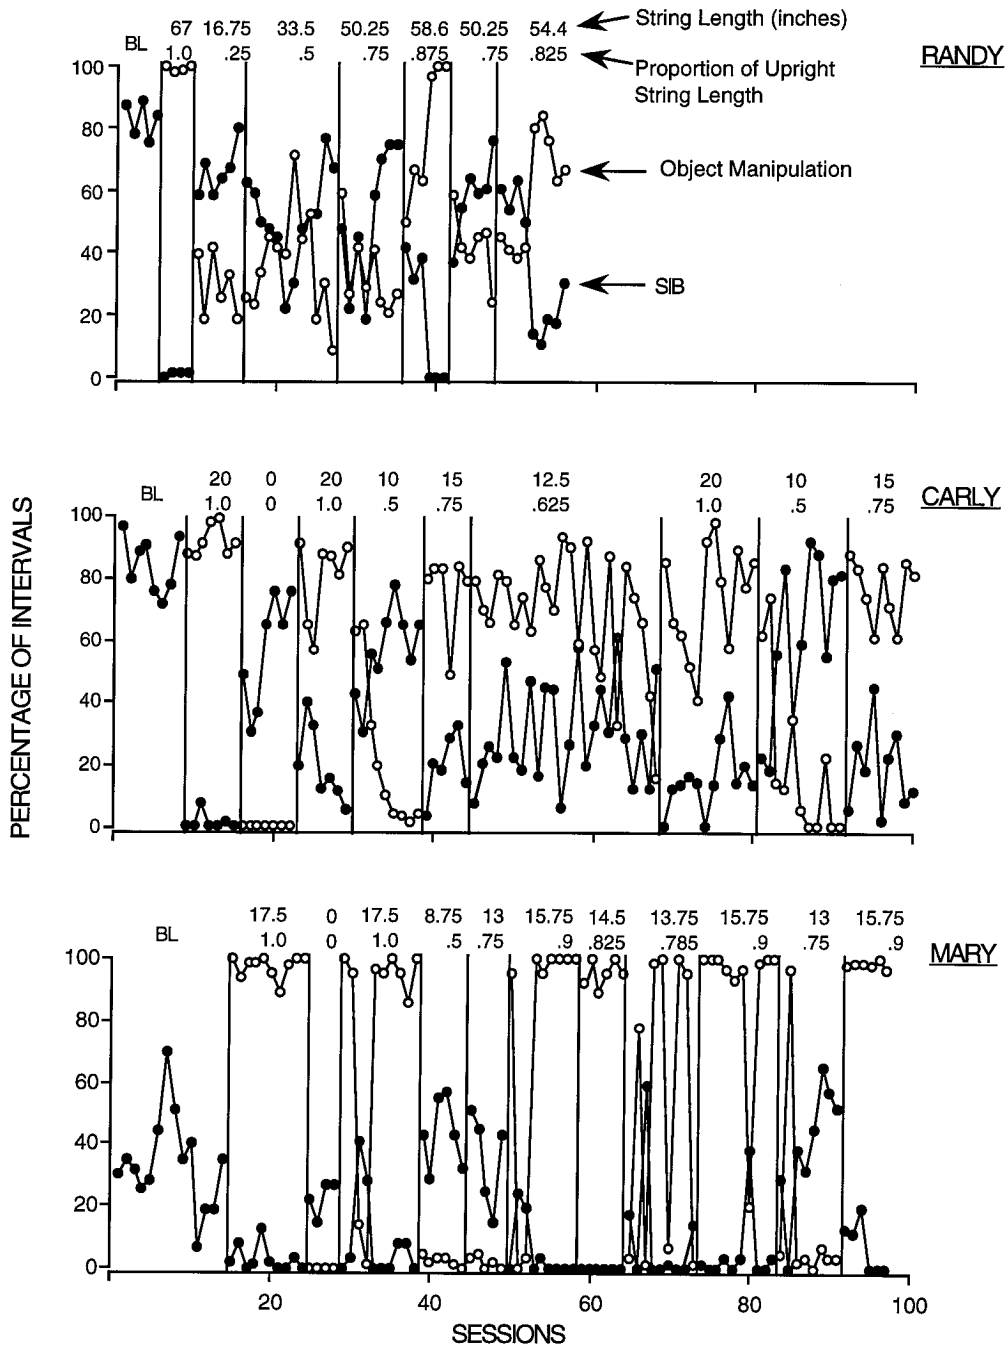 67 16.75 33.5 50.25 58.6 50.25 54.4 String Length (inches)
BL 1.0 .25 .5 .75 .875 .75 .825 RANDY
Proportion of Upright
String Length
100
80
Object Manipulation
60
40
SIB
20
0
PERCENTAGE OF INTERVALS
20 0 20 10 15 12.5 20 10 15
BL 1.0 0 1.0 .5 .75 .625 1.0 .5 .75 CARLY
100
80
60
40
20
0
17.5 0 17.5 8.75 13 15.75 14.5 13.75 15.75 13 15.75
BL 1.0 0 1.0 .5 .75 .9 .825 .785 .9 .75 .9 MARY
100
80
60
40
20
0
20 40 60 80 100
SESSIONS